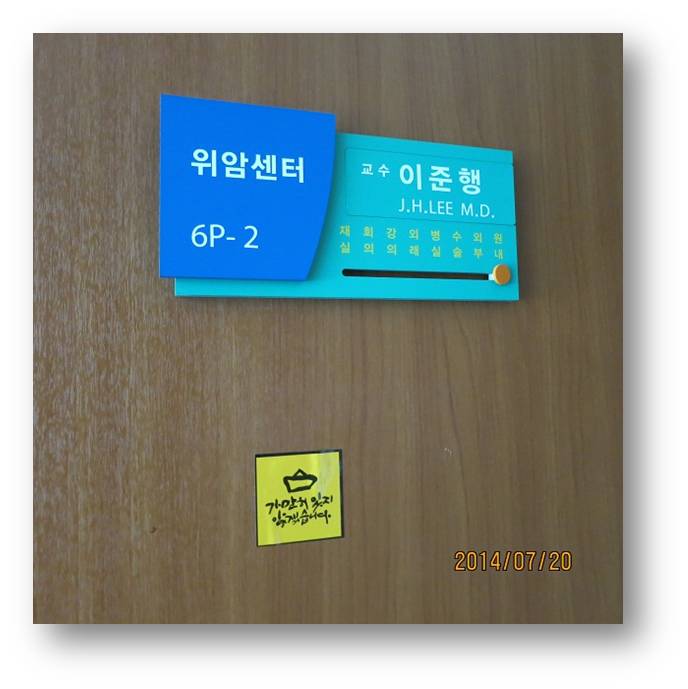 위암센터
6P- 2
교수 이준행
J.H.LEE M.D.
재 회 강 외 병 수 외 원
실 의 의 래 실 술 부 내
가만히 있지
않겠습니다.
2014/07/20